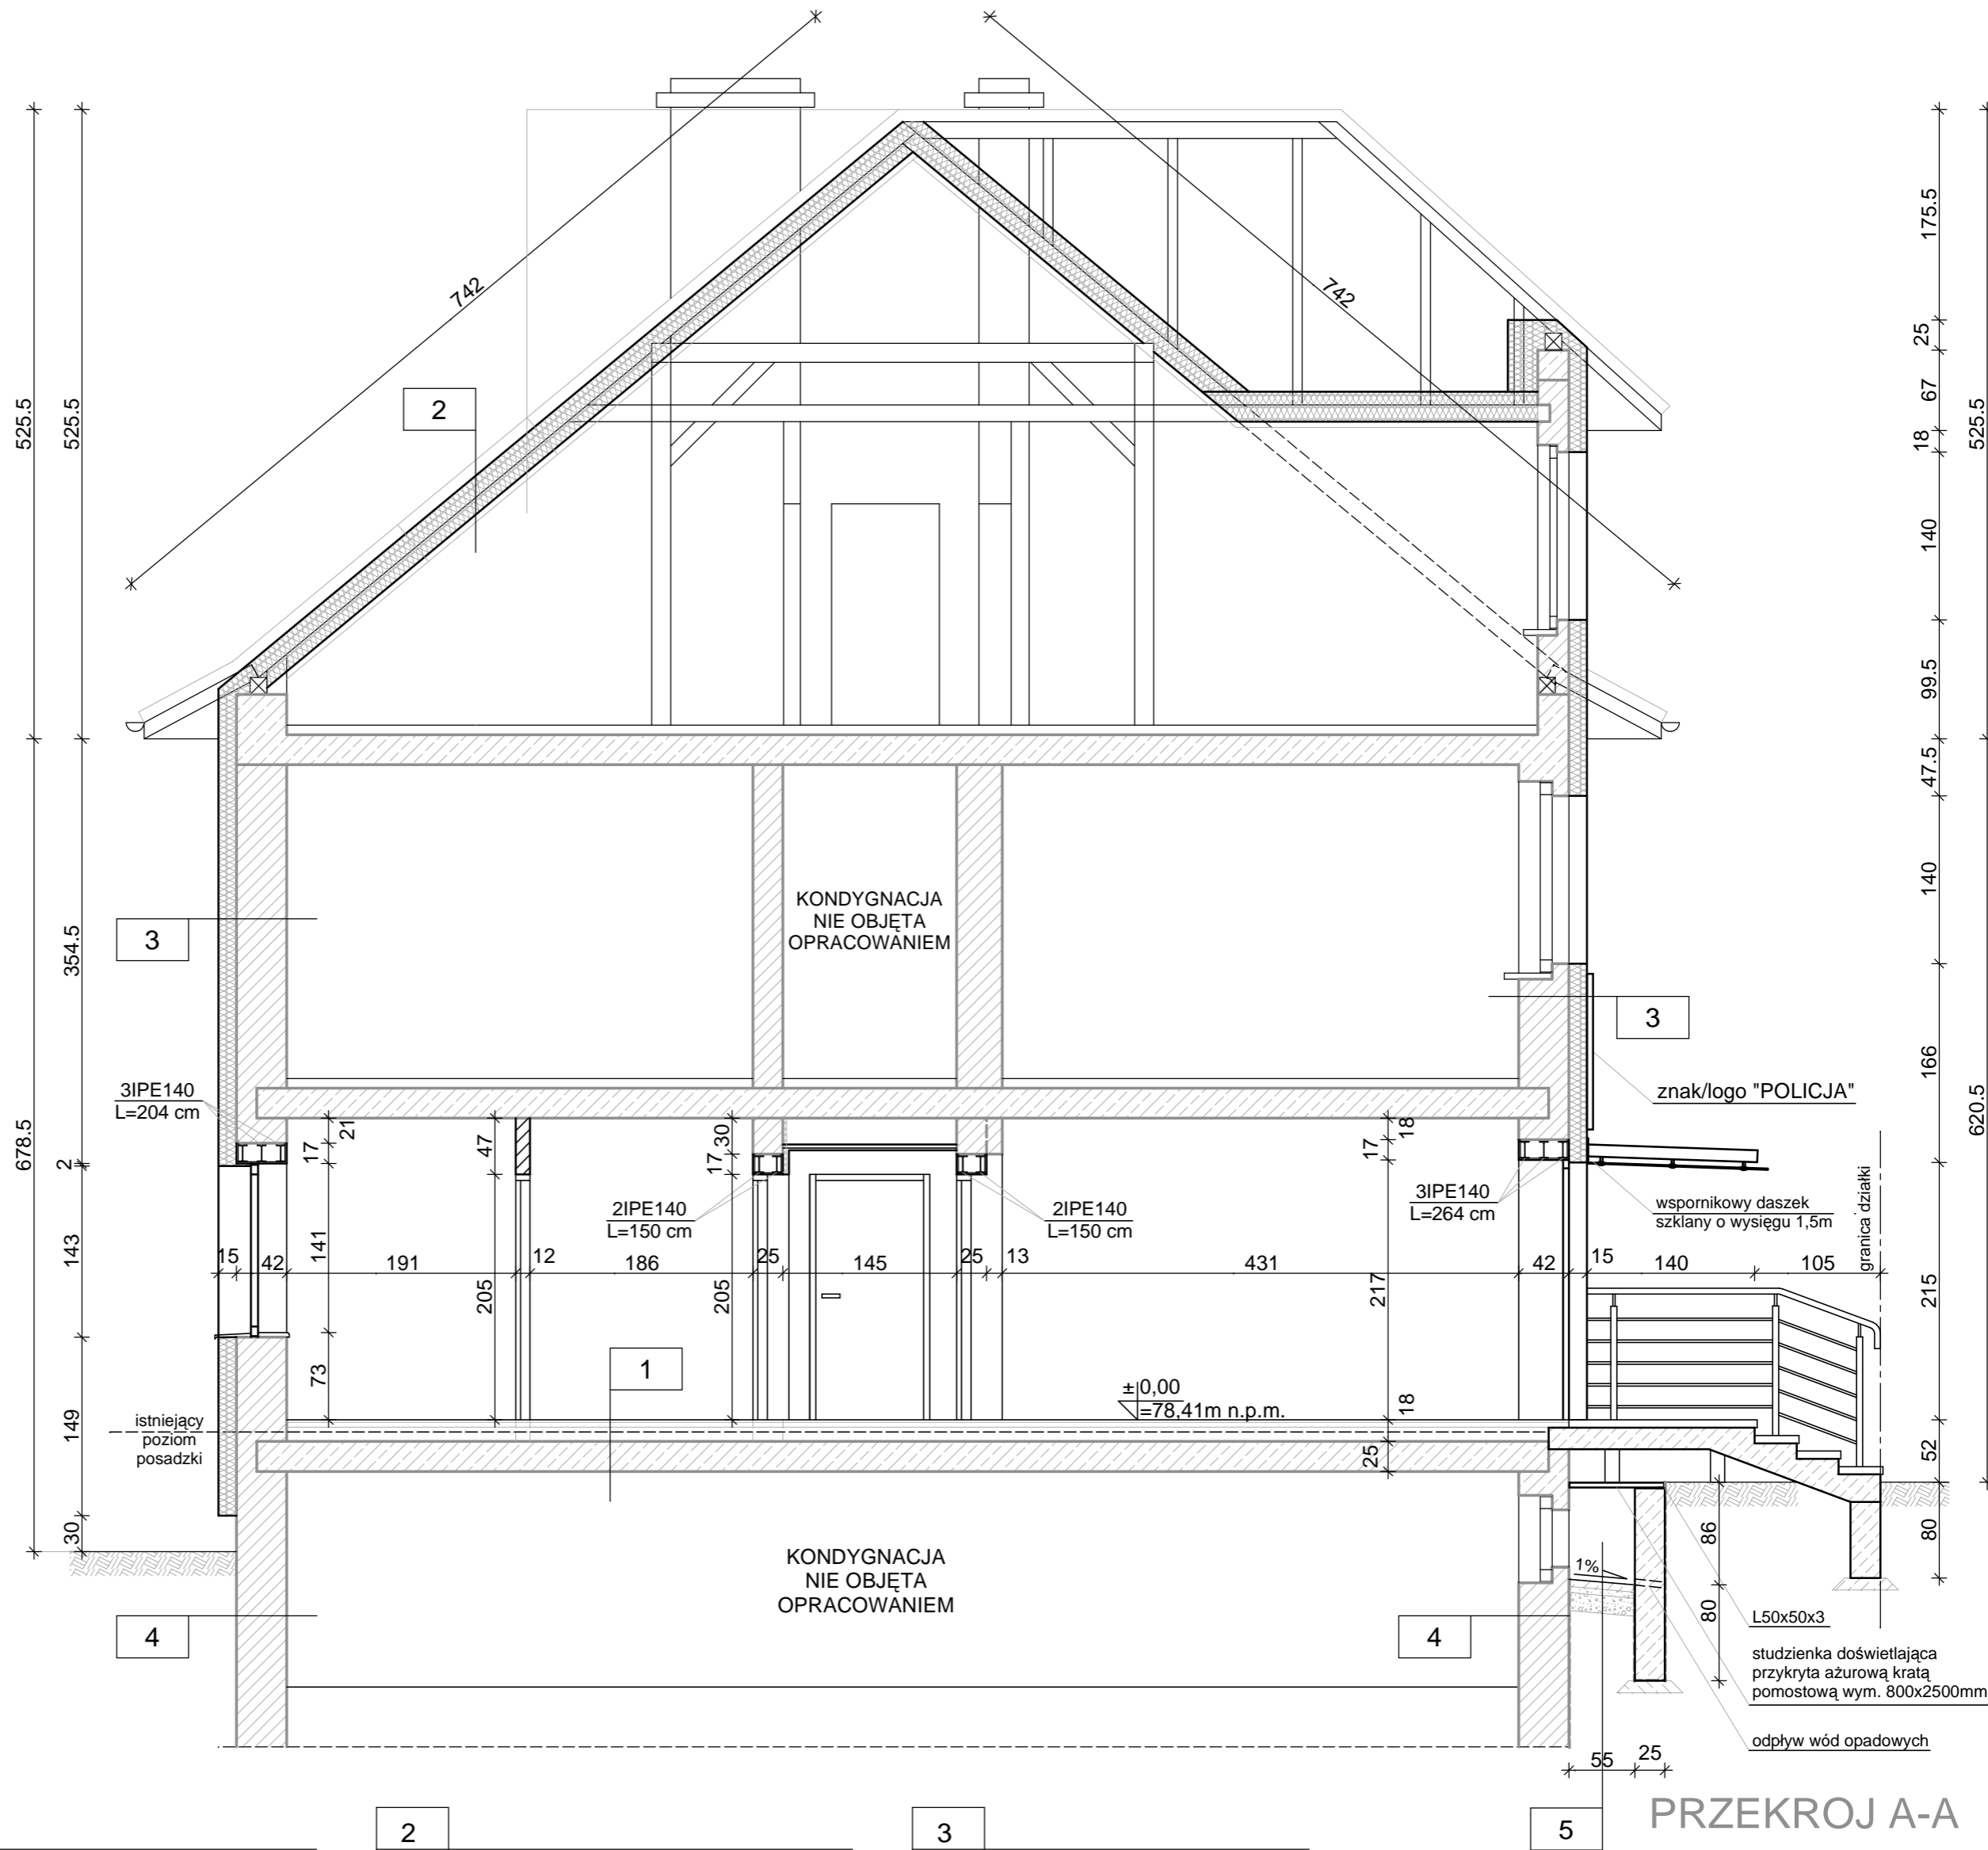 742
742
525.5
525.5
175.5
25
67
18
525.5
2
140
99.5
47.5
KONDYGNACJA
NIE OBJĘTA
OPRACOWANIEM
140
3
354.5
3
166
znak/logo "POLICJA"
3IPE140
L=204 cm
678.5
620.5
2
21
17
47
30
17
18
17
2IPE140
L=150 cm
2IPE140
L=150 cm
3IPE140
L=264 cm
wspornikowy daszek
szklany o wysięgu 1,5m
granica działki
143
141
205
205
217
215
15
42
191
12
186
25
145
25
13
431
42
15
140
105
73
1
±0,00
=78,41m n.p.m.
18
istniejący
poziom
posadzki
149
25
52
30
86
80
KONDYGNACJA
NIE OBJĘTA
OPRACOWANIEM
1%
80
4
4
L50x50x3
studzienka doświetlająca
przykryta ażurową kratą
pomostową wym. 800x2500mm
odpływ wód opadowych
55
25
PRZEKROJ A-A
2
3
5